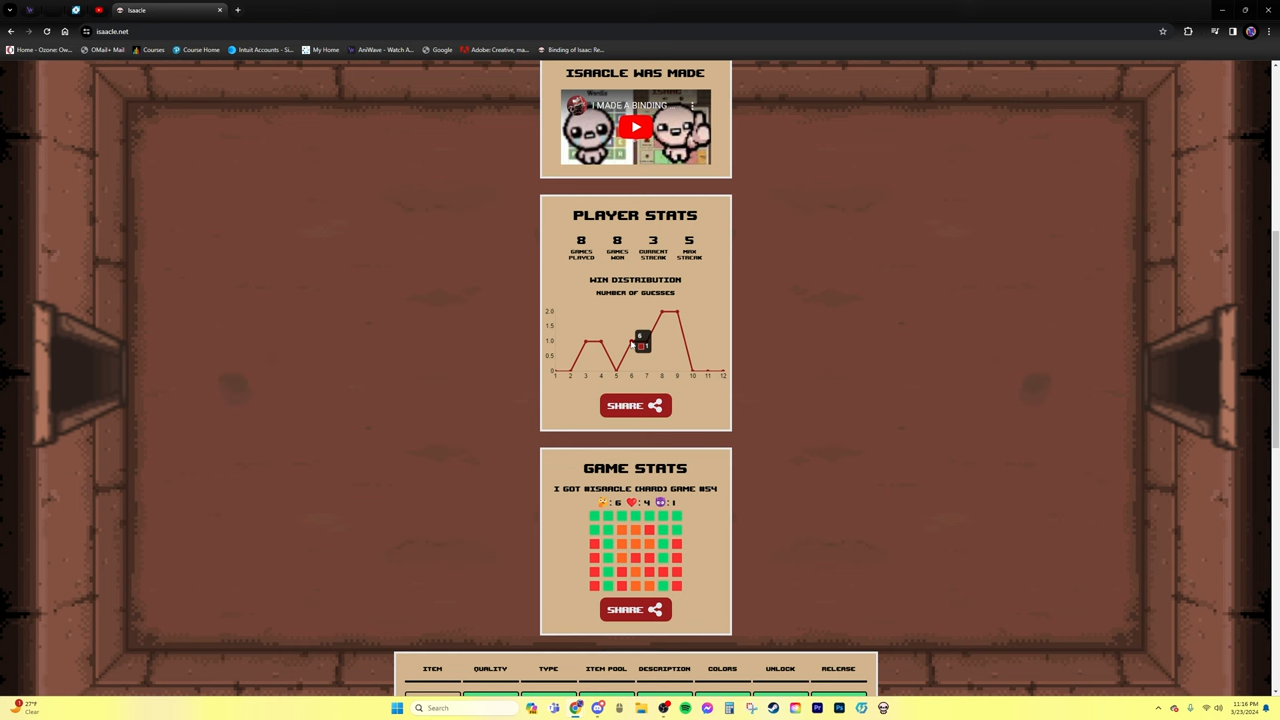 Isaacle
isaacle.net
Home - Ozone: Ow...
OMail+ Mail
Courses
Course Home
Intuit Accounts - Si...
My Home
AniWave - Watch A...
Google
Adobe: Creative, ma...
Binding of Isaac: Re...
ISAACLE WAS MADE
I MADE A BINDING...
PLAYER STATS
8 8 3 5
GAMES PLAYED
GAMES WON
CURRENT STREAK
MAX STREAK
WIN DISTRIBUTION
NUMBER OF GUESSES
2.0
1.5
1.0
0.5
0
6
1
1 2 3 4 5 6 7 8 9 10 11 12
SHARE
GAME STATS
I GOT #ISAACLE (HARD) GAME #54
: 6 : 4 : 1
SHARE
ITEM QUALITY TYPE ITEM POOL DESCRIPTION COLORS UNLOCK RELEASE
1
27°F
Clear
Search
11:16 PM
3/23/2024